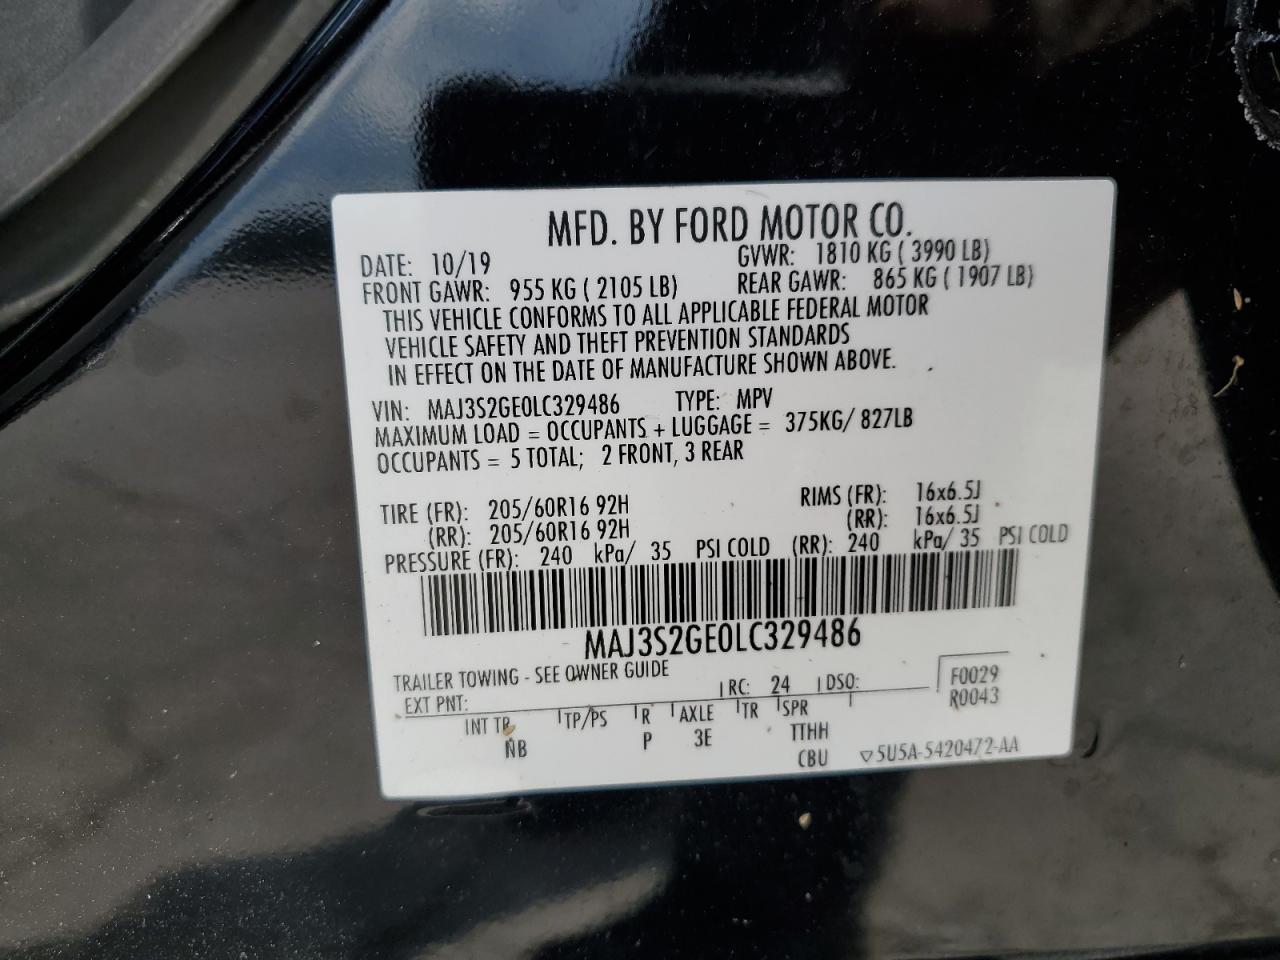 MFD. BY FORD MOTOR CO.
DATE: 10/19 GVWR: 1810 KG ( 3990 LB)
FRONT GAWR: 955 KG ( 2105 LB) REAR GAWR: 865 KG ( 1907 LB)
THIS VEHICLE CONFORMS TO ALL APPLICABLE FEDERAL MOTOR
VEHICLE SAFETY AND THEFT PREVENTION STANDARDS
IN EFFECT ON THE DATE OF MANUFACTURE SHOWN ABOVE.
VIN: MAJ3S2GE0LC329486 TYPE: MPV
MAXIMUM LOAD = OCCUPANTS + LUGGAGE = 375KG/ 827LB
OCCUPANTS = 5 TOTAL; 2 FRONT, 3 REAR
TIRE (FR): 205/60R16 92H RIMS (FR): 16x6.5J
(RR): 205/60R16 92H (RR): 16x6.5J
PRESSURE (FR): 240 kPa/ 35 PSI COLD (RR): 240 kPa/ 35 PSI COLD
MAJ3S2GE0LC329486
TRAILER TOWING - SEE OWNER GUIDE
EXT PNT: RC: 24 DSO: F0029
R0043
INT TR TP/PS R AXLE TR SPR
NB P 3E TTHH
CBU ▽5U5A-5420472-AA